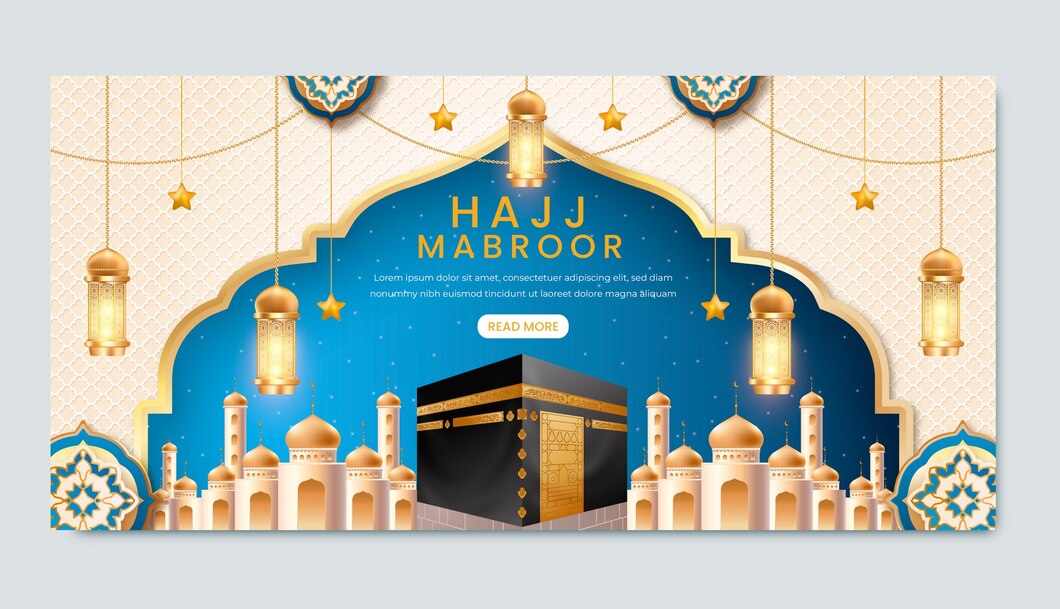 HAJJ
MABROOR
Lorem ipsum dolor sit amet, consectetuer adipiscing elit, sed diam
nonummy nibh euismod tincidunt ut laoreet dolore magna aliquam
READ MORE